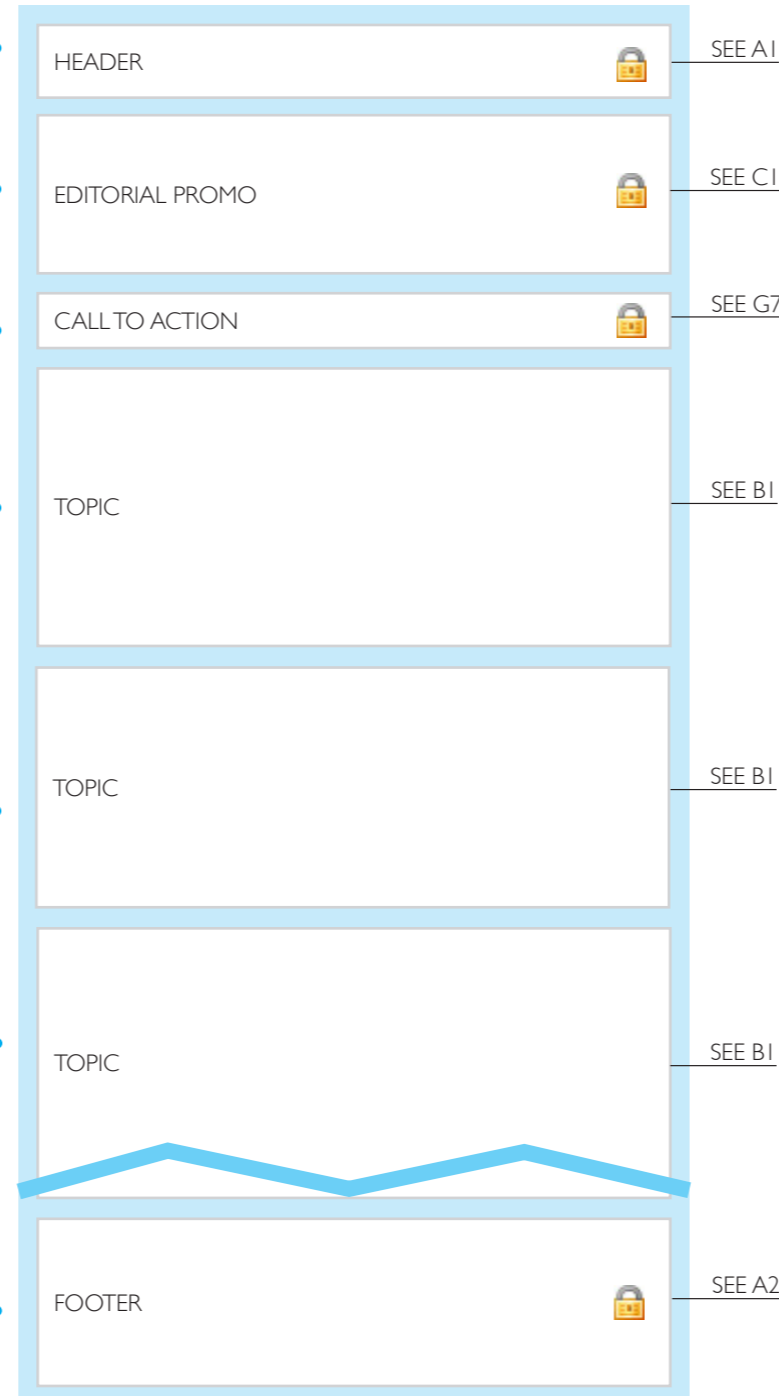 HEADER
SEE A1
EDITORIAL PROMO
SEE C1
CALL TO ACTION
SEE G7
TOPIC
SEE B1
TOPIC
SEE B1
TOPIC
SEE B1
FOOTER
SEE A2